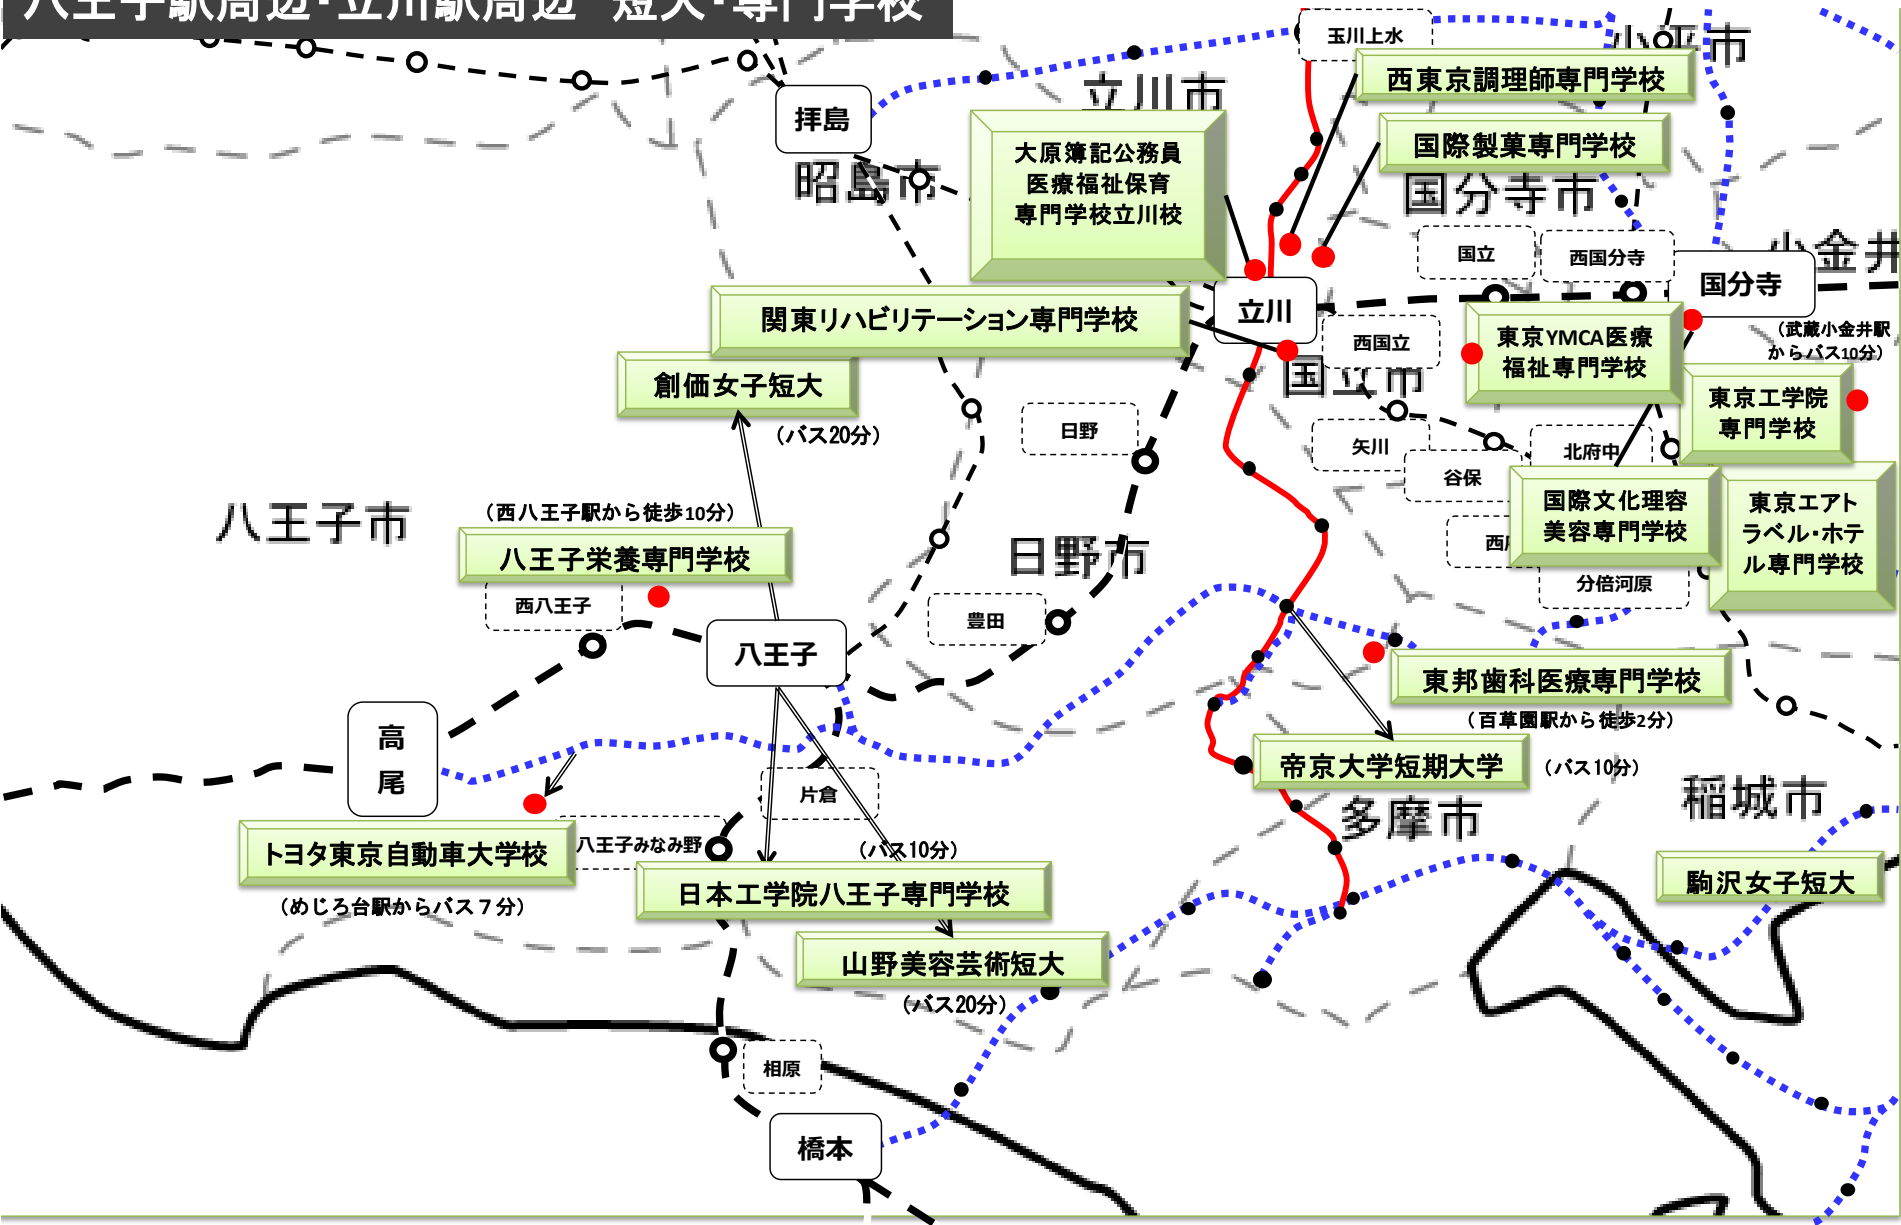 八王子駅周辺・立川駅周辺 短大・専門学校
玉川上水
小平市
西東京調理師専門学校
立川市
拝島
昭島市
大原簿記公務員
医療福祉保育
専門学校立川校
国際製菓専門学校
国分寺市
小金井
国立
西国分寺
国分寺
立川
関東リハビリテーション専門学校
西国立
東京YMCA医療
福祉専門学校
（武蔵小金井駅
からバス10分）
国立市
創価女子短大
（バス20分）
東京工学院
専門学校
日野
矢川
北府中
谷保
国際文化理容
美容専門学校
東京エアト
ラベル・ホテ
ル専門学校
八王子市
（西八王子駅から徒歩10分）
八王子栄養専門学校
日野市
西
分倍河原
西八王子
豊田
八王子
東邦歯科医療専門学校
（百草園駅から徒歩2分）
高
尾
帝京大学短期大学
（バス10分）
片倉
多摩市
稲城市
トヨタ東京自動車大学校
八王子みなみ野
（バス10分）
（めじろ台駅からバス７分）
日本工学院八王子専門学校
駒沢女子短大
山野美容芸術短大
（バス20分）
相原
橋本